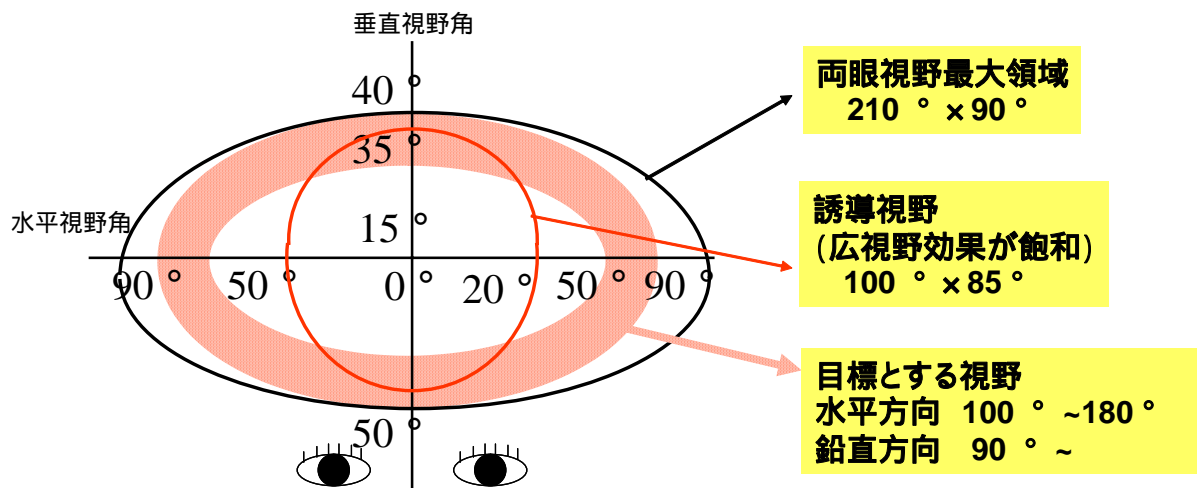 垂直視野角
40 °
35 °
水平視野角
15 °
90 ° 50 ° 0 ° 20 ° 50 ° 90 °
50 °
両眼視野最大領域
210 ° × 90 °
誘導視野
(広視野効果が飽和)
100 ° × 85 °
目標とする視野
水平方向 100 ° ~180 °
鉛直方向 90 ° ~